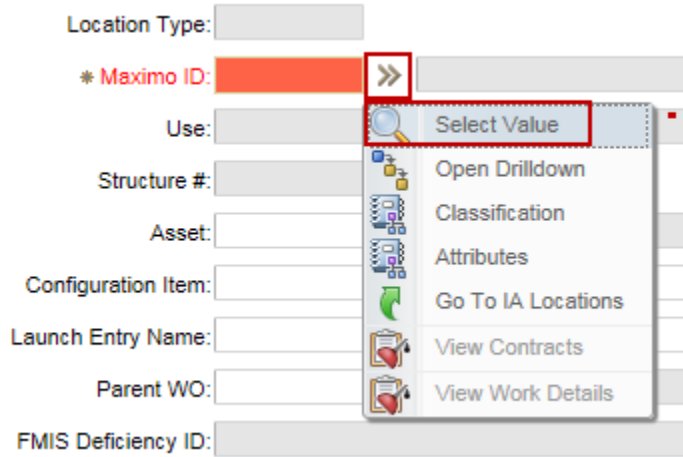 Location Type:
* Maximo ID: »
Use:
Select Value
Structure #:
Open Drilldown
Asset:
Classification
Attributes
Configuration Item:
Go To IA Locations
Launch Entry Name:
View Contracts
Parent WO:
View Work Details
FMIS Deficiency ID: